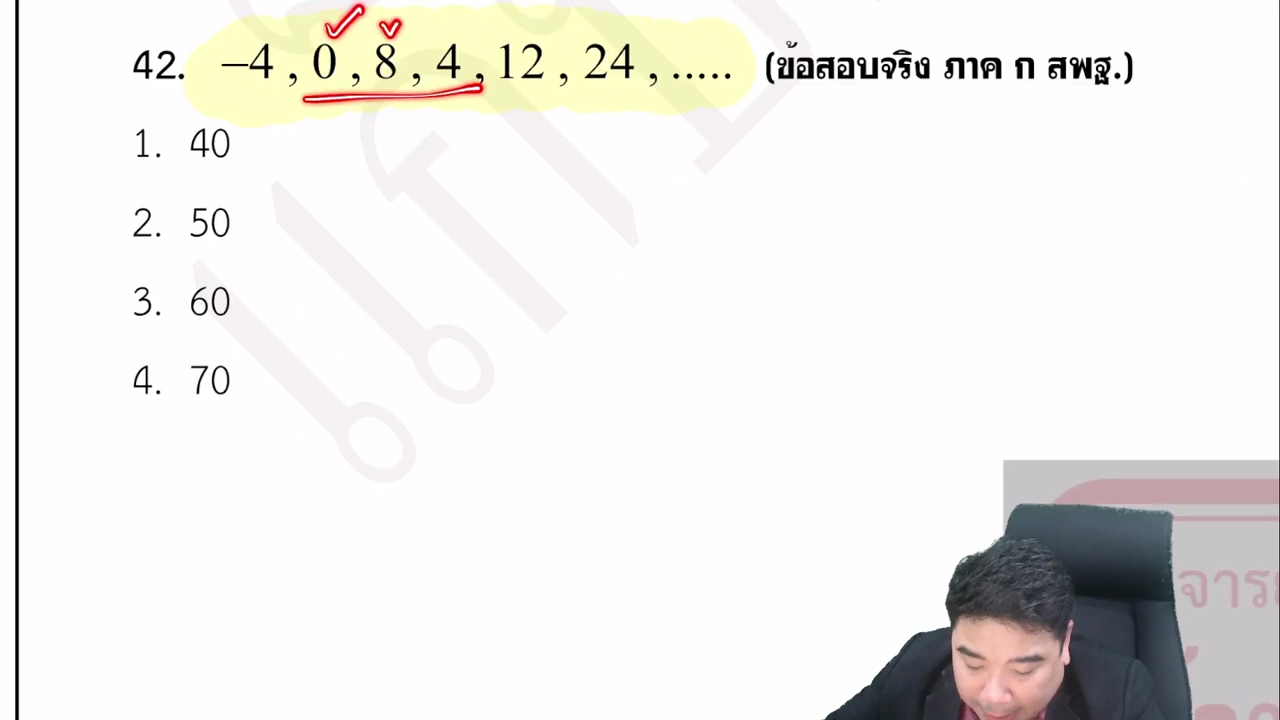 42. –4 , 0 , 8 , 4 , 12 , 24 , ..... (ข้อสอบจริง ภาค ก สพฐ.)
1. 40
2. 50
3. 60
4. 70